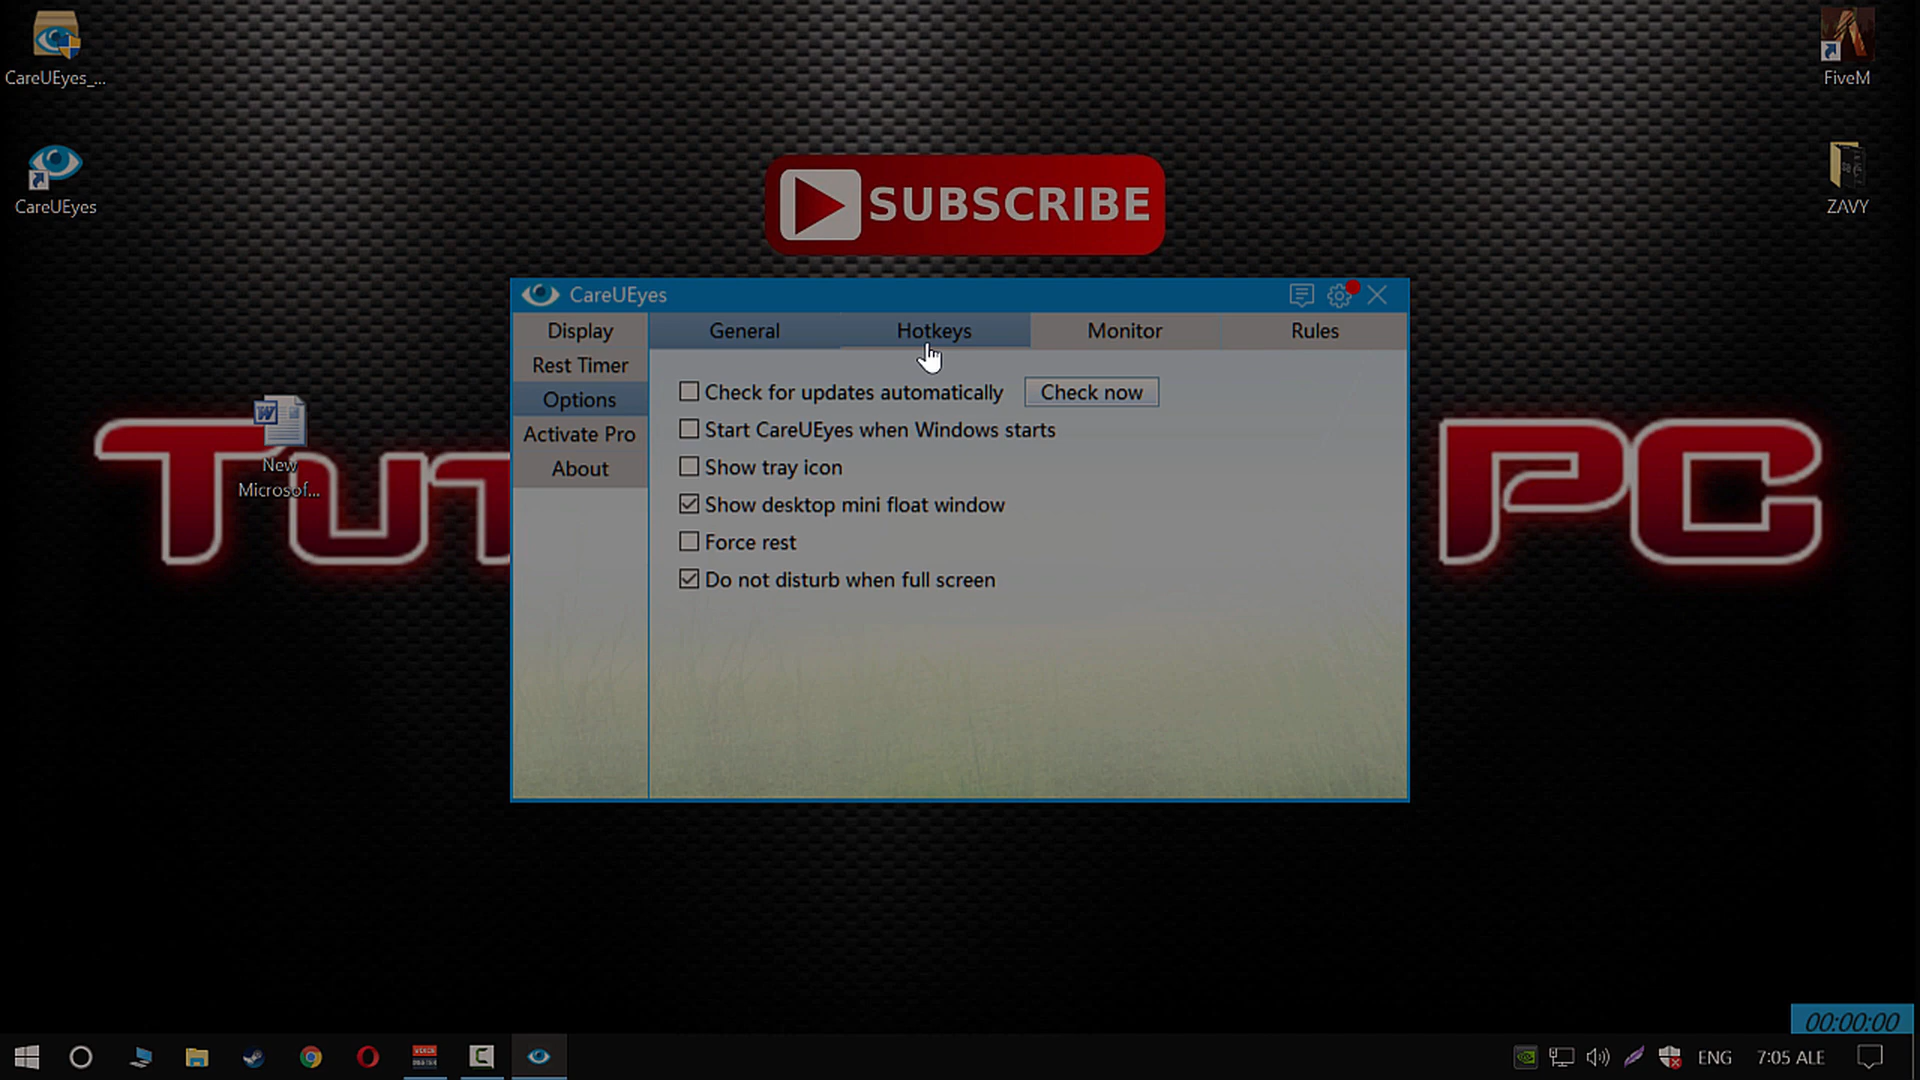 CareUEyes_...
FiveM
CareUEyes
ZAVY
SUBSCRIBE
CareUEyes
Display
Rest Timer
Options
Activate Pro
About
General
Hotkeys
Monitor
Rules
Check for updates automatically
Check now
Start CareUEyes when Windows starts
Show tray icon
Show desktop mini float window
Force rest
Do not disturb when full screen
New
Microsof...
TUT
PC
00:00:00
ENG
7:05 ALE